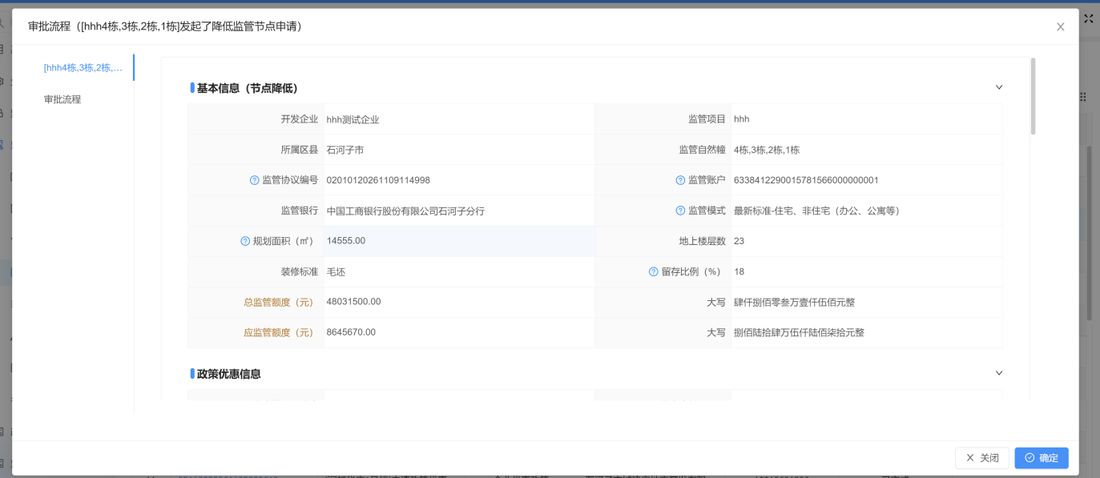 审批流程（[hhh4栋,3栋,2栋,1栋]发起了降低监管节点申请）
[hhh4栋,3栋,2栋,...
审批流程
基本信息（节点降低）
开发企业 hhh测试企业 监管项目 hhh
所属区县 石河子市 监管自然幢 4栋,3栋,2栋,1栋
监管协议编号 02010120261109114998 监管账户 6338412290015781566000000001
监管银行 中国工商银行股份有限公司石河子分行 监管模式 最新标准-住宅、非住宅（办公、公寓等）
规划面积（㎡） 14555.00 地上楼层数 23
装修标准 毛坯 留存比例（%） 18
总监管额度（元） 48031500.00 大写 肆仟捌佰零叁万壹仟伍佰元整
应监管额度（元） 8645670.00 大写 捌佰陆拾肆万伍仟陆佰柒拾元整
政策优惠信息
关闭 确定